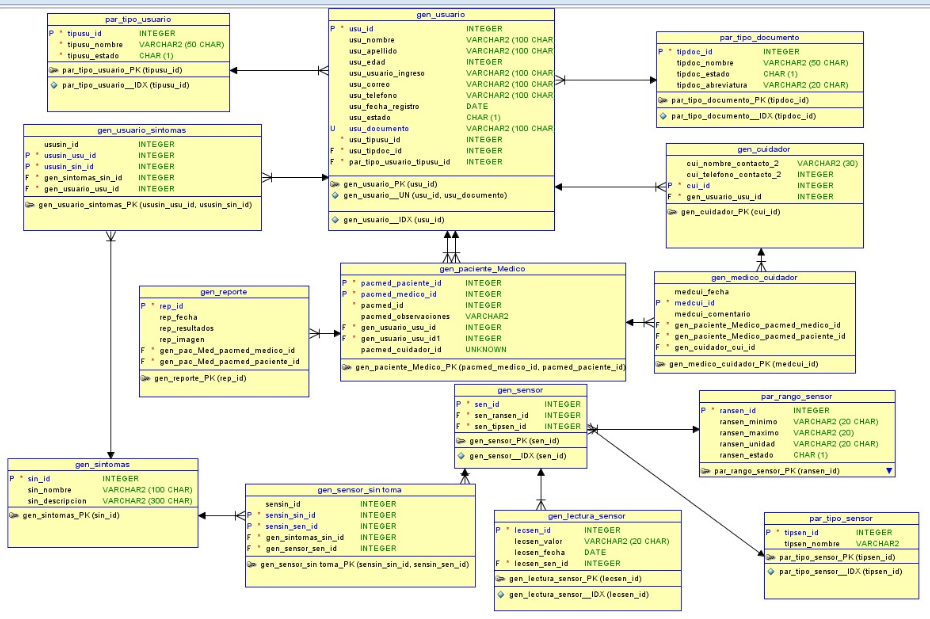 par_tipo_usuario
P * tipusu_id INTEGER
* tipusu_nombre VARCHAR2 (50 CHAR)
* tipusu_estado CHAR (1)
par_tipo_usuario_PK (tipusu_id)
par_tipo_usuario__IDX (tipusu_id)
gen_usuario
P * usu_id INTEGER
* usu_nombre VARCHAR2 (100 CHAR
* usu_apellido VARCHAR2 (100 CHAR
* usu_edad INTEGER
* usu_usuario_ingreso VARCHAR2 (100 CHAR
* usu_correo VARCHAR2 (100 CHAR
* usu_telefono VARCHAR2 (100 CHAR
* usu_fecha_registro DATE
* usu_estado CHAR (1)
U usu_documento VARCHAR2 (100 CHAR
* usu_tipusu_id INTEGER
F * usu_tipdoc_id INTEGER
F * par_tipo_usuario_tipusu_id INTEGER
gen_usuario_PK (usu_id)
gen_usuario__UN (usu_id, usu_documento)
gen_usuario__IDX (usu_id)
par_tipo_documento
P * tipdoc_id INTEGER
* tipdoc_nombre VARCHAR2 (50 CHAR)
* tipdoc_estado CHAR (1)
* tipdoc_abreviatura VARCHAR2 (20 CHAR)
par_tipo_documento_PK (tipdoc_id)
par_tipo_documento__IDX (tipdoc_id)
gen_usuario_sintomas
ususin_id INTEGER
P * ususin_usu_id INTEGER
P * ususin_sin_id INTEGER
F * gen_sintomas_sin_id INTEGER
F * gen_usuario_usu_id INTEGER
gen_usuario_sintomas_PK (ususin_usu_id, ususin_sin_id)
gen_cuidador
cui_nombre_contacto_2 VARCHAR2 (30)
cui_telefono_contacto_2 INTEGER
P * cui_id INTEGER
F * gen_usuario_usu_id INTEGER
gen_cuidador_PK (cui_id)
gen_paciente_Medico
P * pacmed_paciente_id INTEGER
P * pacmed_medico_id INTEGER
* pacmed_id INTEGER
pacmed_observaciones VARCHAR2
F * gen_usuario_usu_id INTEGER
F * gen_usuario_usu_id1 INTEGER
pacmed_cuidador_id UNKNOWN
gen_paciente_Medico_PK (pacmed_medico_id, pacmed_paciente_id)
gen_medico_cuidador
medcui_fecha
P * medcui_id
medcui_comentario
F * gen_paciente_Medico_pacmed_medico_id
F * gen_paciente_Medico_pacmed_paciente_id
F * gen_cuidador_cui_id
gen_medico_cuidador_PK (medcui_id)
gen_reporte
P * rep_id
rep_fecha
rep_resultados
rep_imagen
F * gen_pac_Med_pacmed_medico_id
F * gen_pac_Med_pacmed_paciente_id
gen_reporte_PK (rep_id)
gen_sensor
P * sen_id INTEGER
F * sen_ransen_id INTEGER
F * sen_tipsen_id INTEGER
gen_sensor_PK (sen_id)
gen_sensor__IDX (sen_id)
par_rango_sensor
P * ransen_id INTEGER
ransen_minimo VARCHAR2 (20 CHAR)
ransen_maximo VARCHAR2 (20)
ransen_unidad VARCHAR2 (20 CHAR)
ransen_estado CHAR (1)
par_rango_sensor_PK (ransen_id)
gen_sintomas
P * sin_id INTEGER
* sin_nombre VARCHAR2 (100 CHAR)
sin_descripcion VARCHAR2 (300 CHAR)
gen_sintomas_PK (sin_id)
gen_sensor_sin toma
sensin_id INTEGER
P * sensin_sin_id INTEGER
P * sensin_sen_id INTEGER
F * gen_sintomas_sin_id INTEGER
F * gen_sensor_sen_id INTEGER
gen_sensor_sin toma_PK (sensin_sin_id, sensin_sen_id)
gen_lectura_sensor
P * lecsen_id INTEGER
lecsen_valor VARCHAR2 (20 CHAR)
lecsen_fecha DATE
F * lecsen_sen_id INTEGER
gen_lectura_sensor_PK (lecsen_id)
gen_lectura_sensor__IDX (lecsen_id)
par_tipo_sensor
P * tipsen_id INTEGER
tipsen_nombre VARCHAR2
par_tipo_sensor_PK (tipsen_id)
par_tipo_sensor__IDX (tipsen_id)